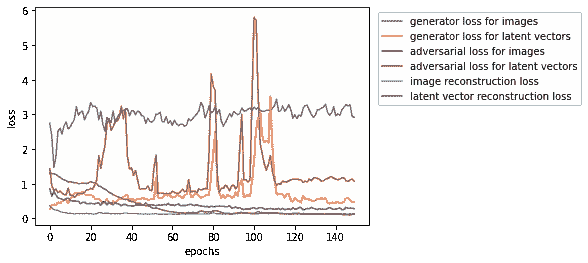 6
5
4
3
2
1
0
loss
0 20 40 60 80 100 120 140
epochs
generator loss for images
generator loss for latent vectors
adversarial loss for images
adversarial loss for latent vectors
image reconstruction loss
latent vector reconstruction loss